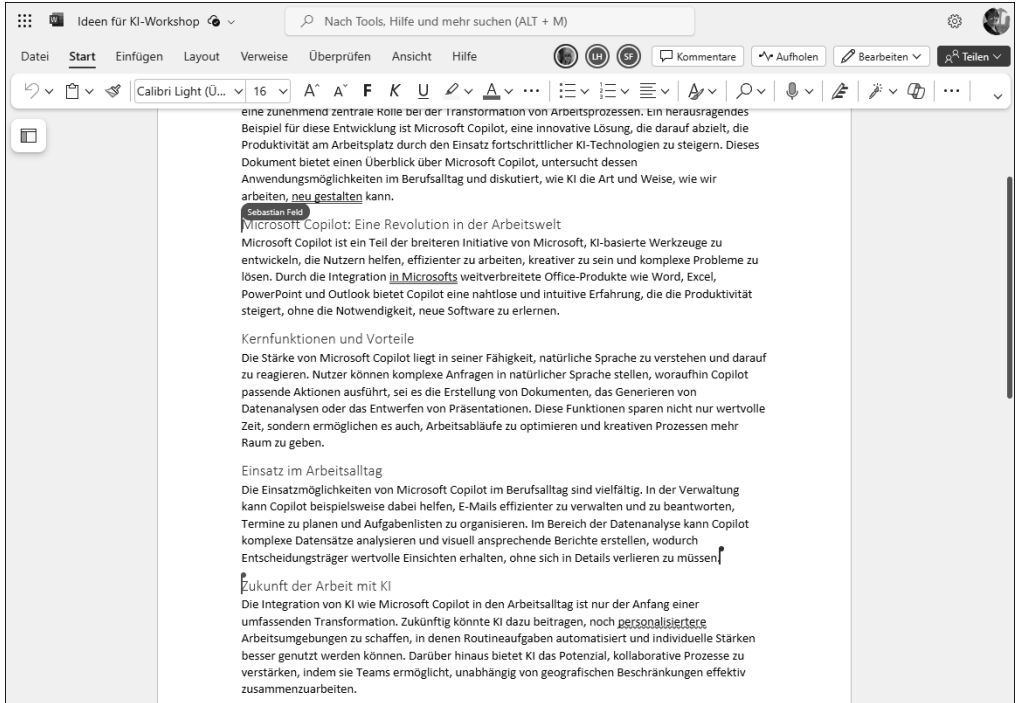 Ideen für KI-Workshop
Nach Tools, Hilfe und mehr suchen (ALT + M)
Datei Start Einfügen Layout Verweise Überprüfen Ansicht Hilfe LH SF Kommentare Aufholen Bearbeiten Teilen
Calibri Light (Ü... 16 A A F K U A ...
eine zunehmend zentrale Rolle bei der Transformation von Arbeitsprozessen. Ein herausragendes
Beispiel für diese Entwicklung ist Microsoft Copilot, eine innovative Lösung, die darauf abzielt, die
Produktivität am Arbeitsplatz durch den Einsatz fortschrittlicher KI-Technologien zu steigern. Dieses
Dokument bietet einen Überblick über Microsoft Copilot, untersucht dessen
Anwendungsmöglichkeiten im Berufsalltag und diskutiert, wie KI die Art und Weise, wie wir
arbeiten, neu gestalten kann.
Sebastian Feld
Microsoft Copilot: Eine Revolution in der Arbeitswelt
Microsoft Copilot ist ein Teil der breiteren Initiative von Microsoft, KI-basierte Werkzeuge zu
entwickeln, die Nutzern helfen, effizienter zu arbeiten, kreativer zu sein und komplexe Probleme zu
lösen. Durch die Integration in Microsofts weitverbreitete Office-Produkte wie Word, Excel,
PowerPoint und Outlook bietet Copilot eine nahtlose und intuitive Erfahrung, die die Produktivität
steigert, ohne die Notwendigkeit, neue Software zu erlernen.
Kernfunktionen und Vorteile
Die Stärke von Microsoft Copilot liegt in seiner Fähigkeit, natürliche Sprache zu verstehen und darauf
zu reagieren. Nutzer können komplexe Anfragen in natürlicher Sprache stellen, woraufhin Copilot
passende Aktionen ausführt, sei es die Erstellung von Dokumenten, das Generieren von
Datenanalysen oder das Entwerfen von Präsentationen. Diese Funktionen sparen nicht nur wertvolle
Zeit, sondern ermöglichen es auch, Arbeitsabläufe zu optimieren und kreativen Prozessen mehr
Raum zu geben.
Einsatz im Arbeitsalltag
Die Einsatzmöglichkeiten von Microsoft Copilot im Berufsalltag sind vielfältig. In der Verwaltung
kann Copilot beispielsweise dabei helfen, E-Mails effizienter zu verwalten und zu beantworten,
Termine zu planen und Aufgabenlisten zu organisieren. Im Bereich der Datenanalyse kann Copilot
komplexe Datensätze analysieren und visuell ansprechende Berichte erstellen, wodurch
Entscheidungsträger wertvolle Einsichten erhalten, ohne sich in Details verlieren zu müssen.
Zukunft der Arbeit mit KI
Die Integration von KI wie Microsoft Copilot in den Arbeitsalltag ist nur der Anfang einer
umfassenden Transformation. Zukünftig könnte KI dazu beitragen, noch personalisiertere
Arbeitsumgebungen zu schaffen, in denen Routineaufgaben automatisiert und individuelle Stärken
besser genutzt werden können. Darüber hinaus bietet KI das Potenzial, kollaborative Prozesse zu
verstärken, indem sie Teams ermöglicht, unabhängig von geografischen Beschränkungen effektiv
zusammenzuarbeiten.